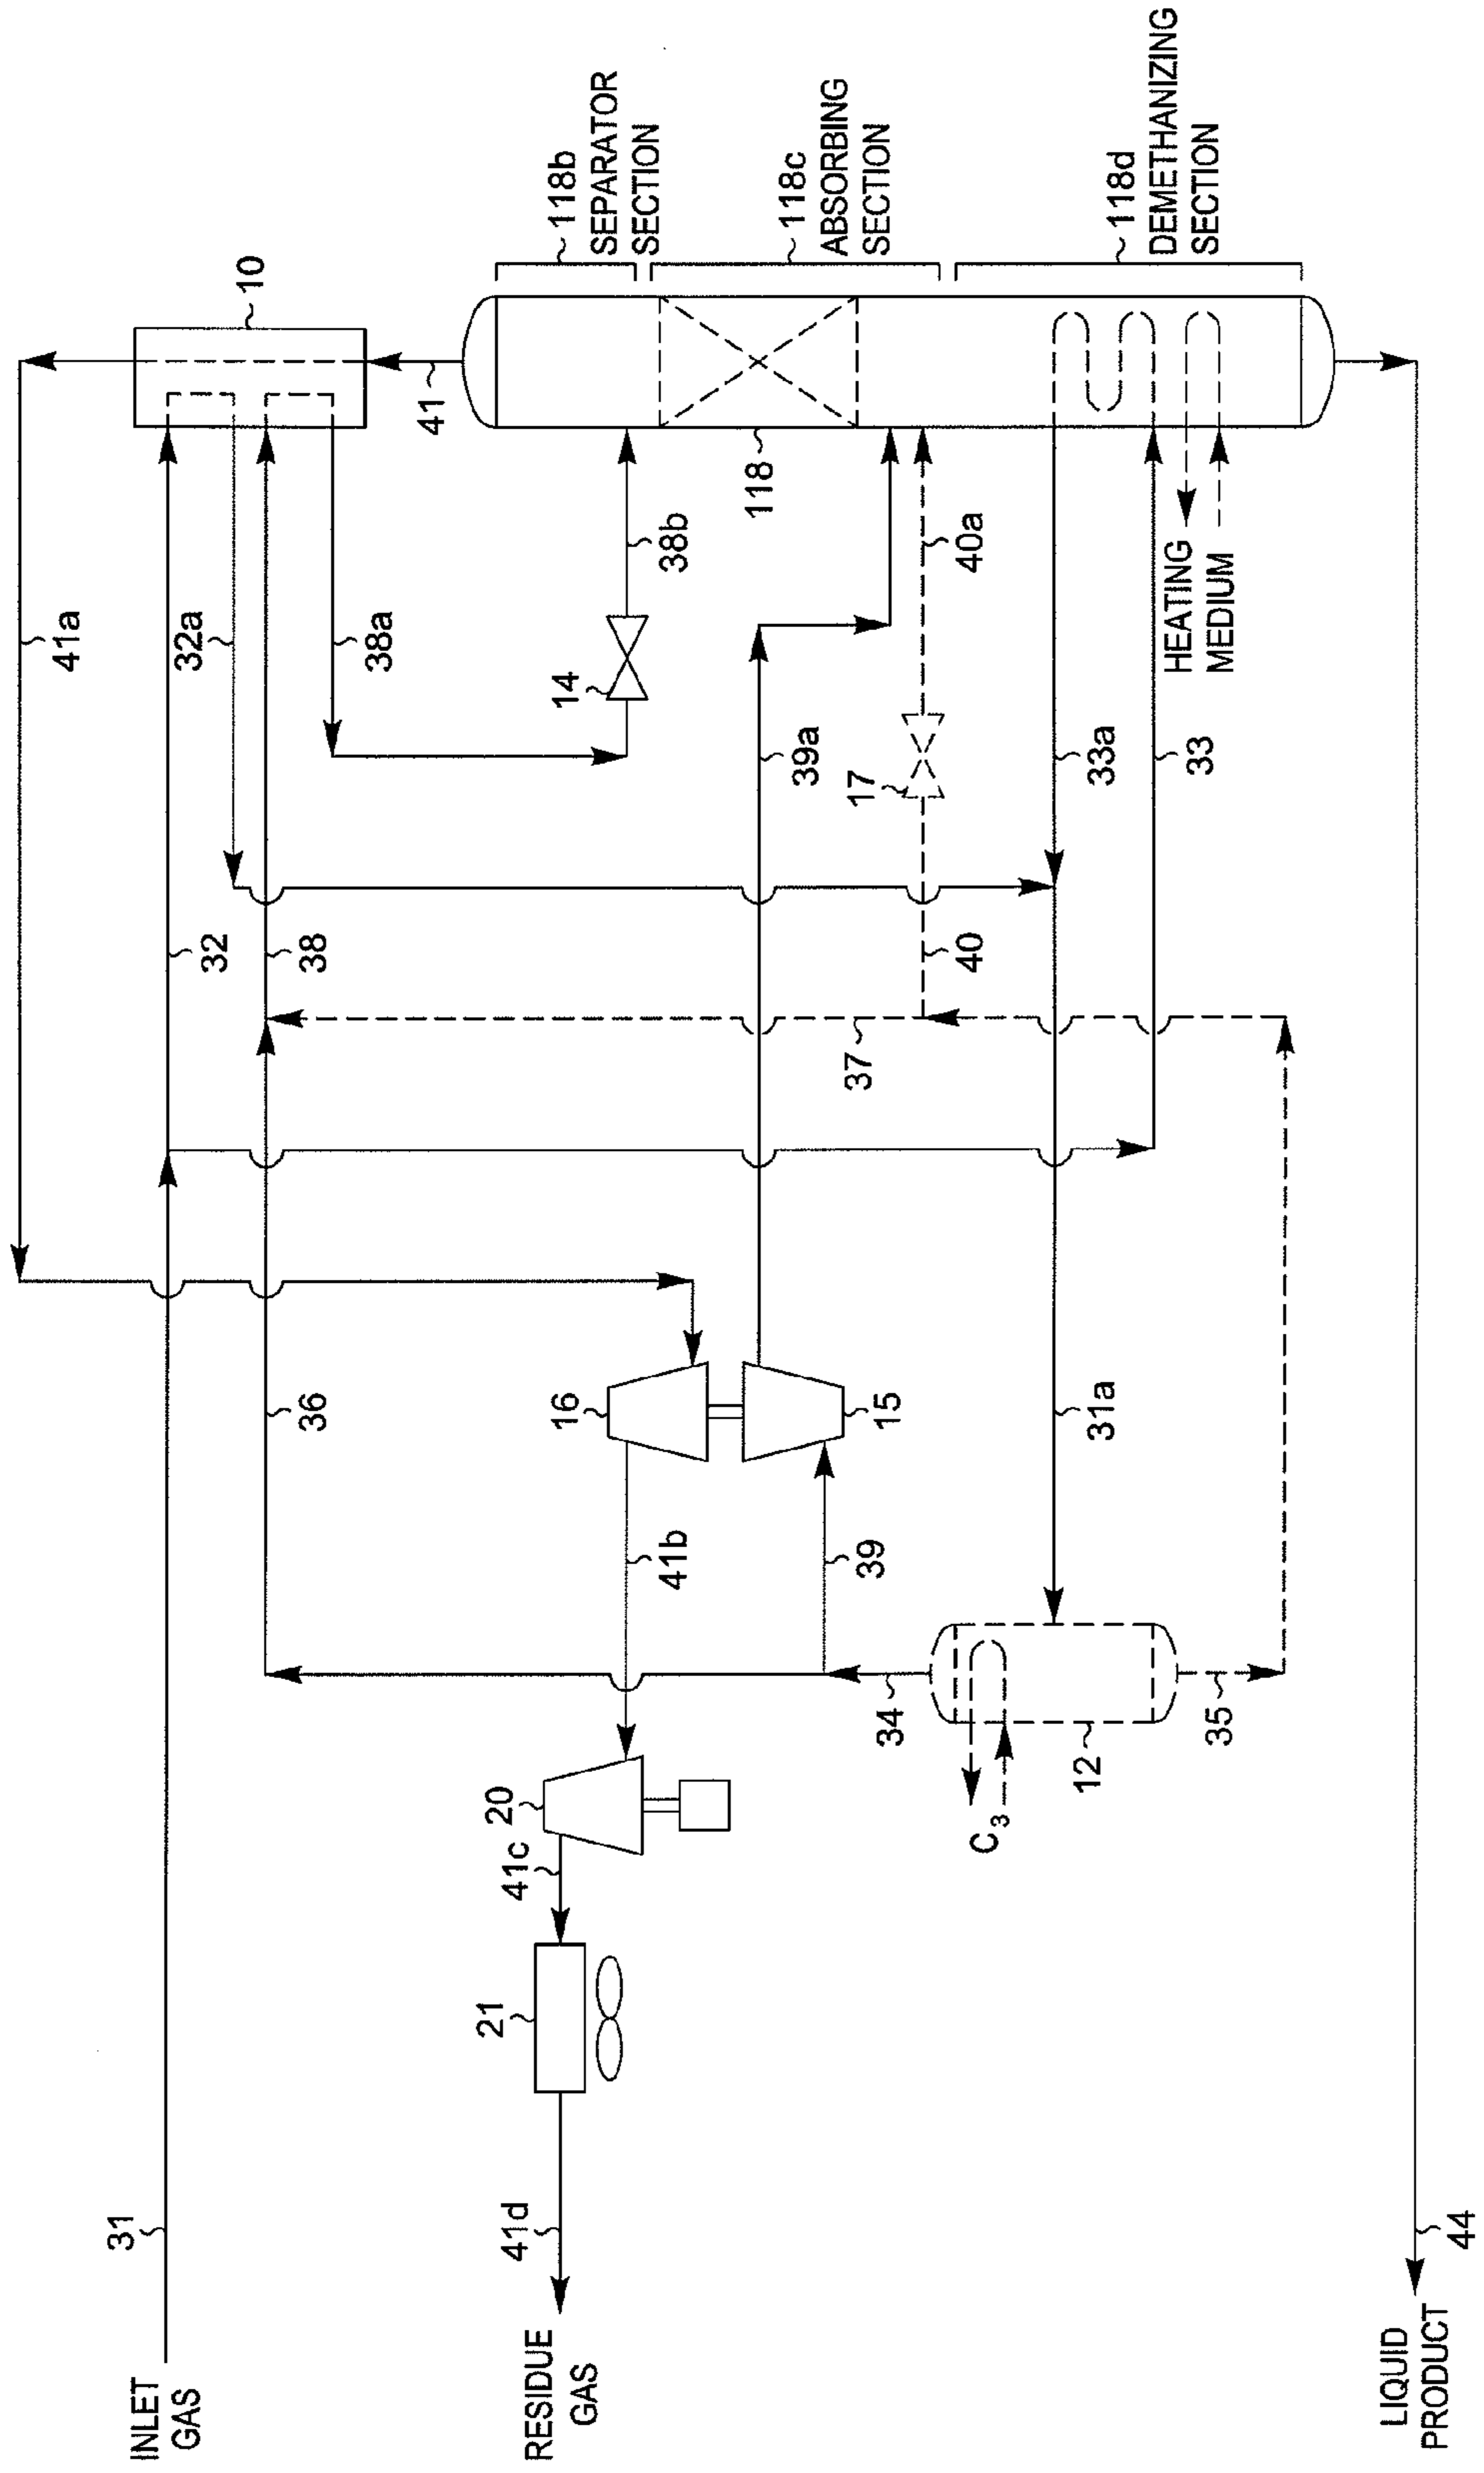 INLET
GAS
31
RESIDUE
GAS
41d
21
41c
20
41b
LIQUID
PRODUCT
44
C3
12
34
35
39
36
16
15
31a
41a
32
38
37
40
39a
17
33a
33
32a
38a
14
38b
40a
HEATING
MEDIUM
10
41
118
118b
SEPARATOR
SECTION
118c
ABSORBING
SECTION
118d
DEMETHANIZING
SECTION